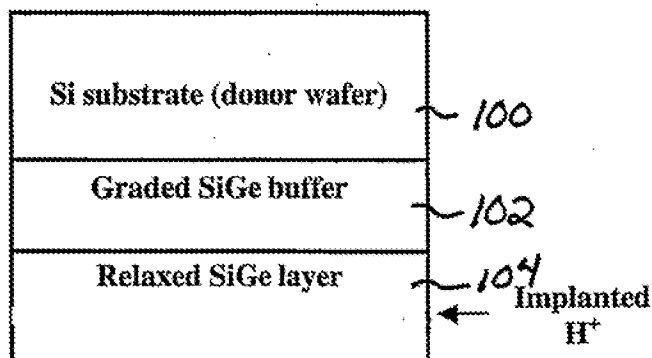 Si substrate (donor wafer)
100
Graded SiGe buffer
102
Relaxed SiGe layer
104
Implanted
H+